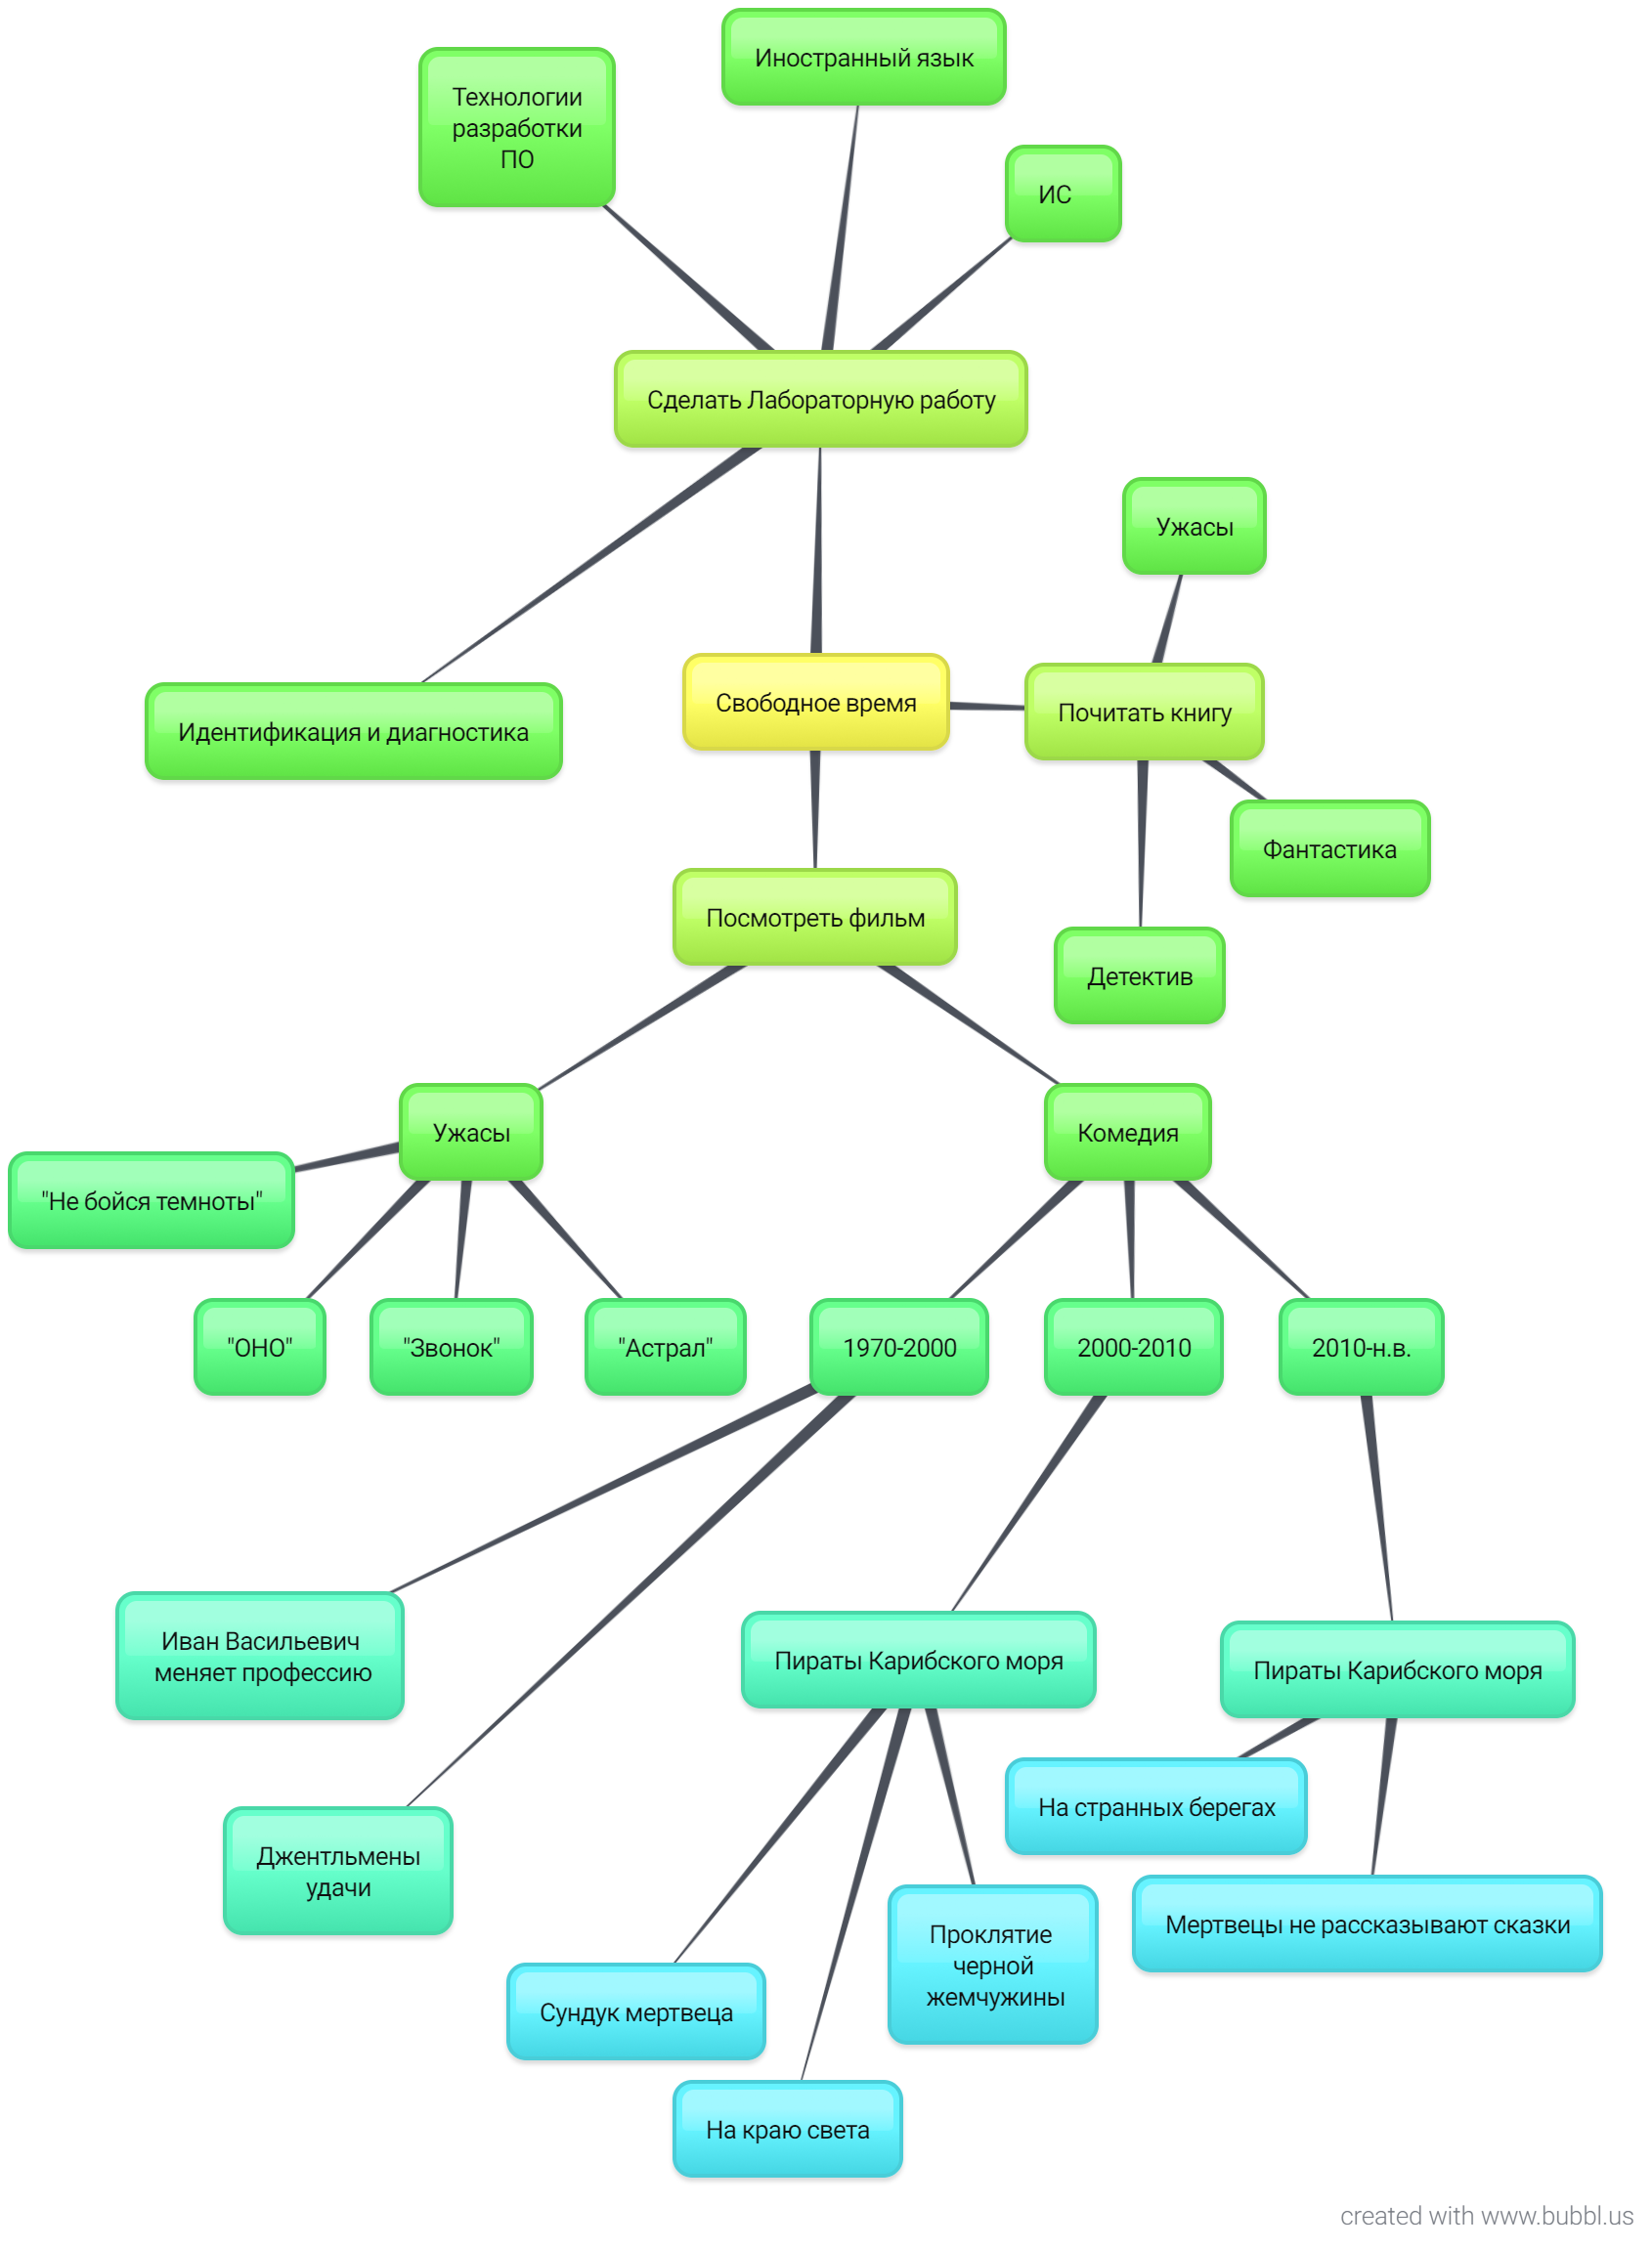 Иностранный язык
Технологии
разработки
ПО
ИС
Сделать Лабораторную работу
Ужасы
Свободное время
Почитать книгу
Идентификация и диагностика
Фантастика
Посмотреть фильм
Детектив
Ужасы
Комедия
"Не бойся темноты"
"ОНО"
"Звонок"
"Астрал"
1970-2000
2000-2010
2010-н.в.
Иван Васильевич
меняет профессию
Пираты Карибского моря
Пираты Карибского моря
На странных берегах
Джентльмены
удачи
Мертвецы не рассказывают сказки
Проклятие
черной
жемчужины
Сундук мертвеца
На краю света
created with www.bubbl.us